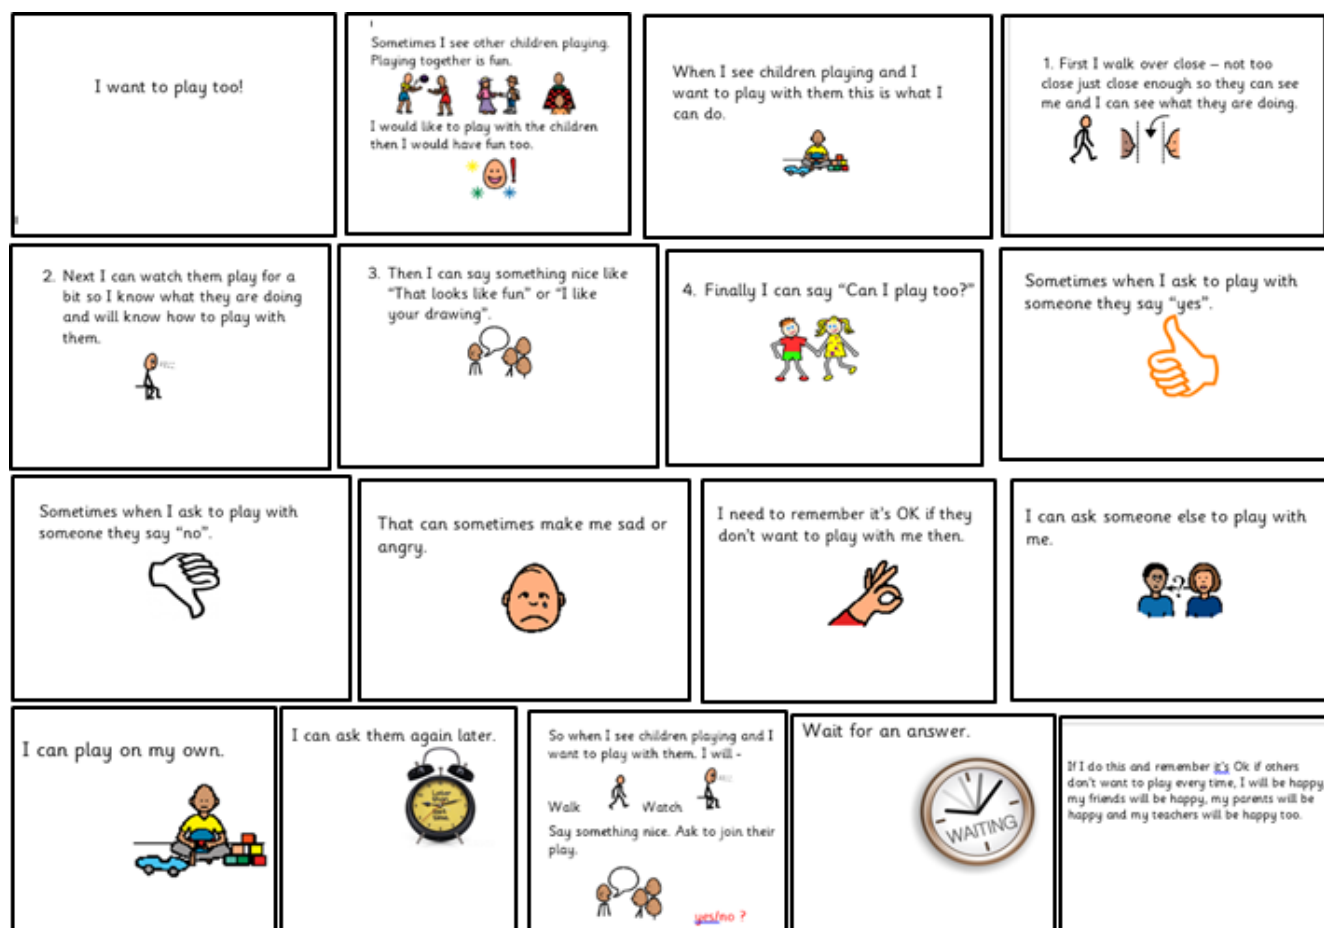 I want to play too!
Sometimes I see other children playing.
Playing together is fun.
I would like to play with the children
then I would have fun too.
When I see children playing and I
want to play with them this is what I
can do.
1. First I walk over close – not too
close just close enough so they can see
me and I can see what they are doing.
2. Next I can watch them play for a
bit so I know what they are doing
and will know how to play with
them.
3. Then I can say something nice like
"That looks like fun" or "I like
your drawing".
4. Finally I can say "Can I play too?"
Sometimes when I ask to play with
someone they say "yes".
Sometimes when I ask to play with
someone they say "no".
That can sometimes make me sad or
angry.
I need to remember it's OK if they
don't want to play with me then.
I can ask someone else to play with
me.
?
I can play on my own.
I can ask them again later.
Later
than
that
time.
So when I see children playing and I
want to play with them. I will -
Walk Watch
Say something nice. Ask to join their
play.
yes/no ?
Wait for an answer.
WAITING
If I do this and remember it's Ok if others
don't want to play every time, I will be happy
my friends will be happy, my parents will be
happy and my teachers will be happy too.